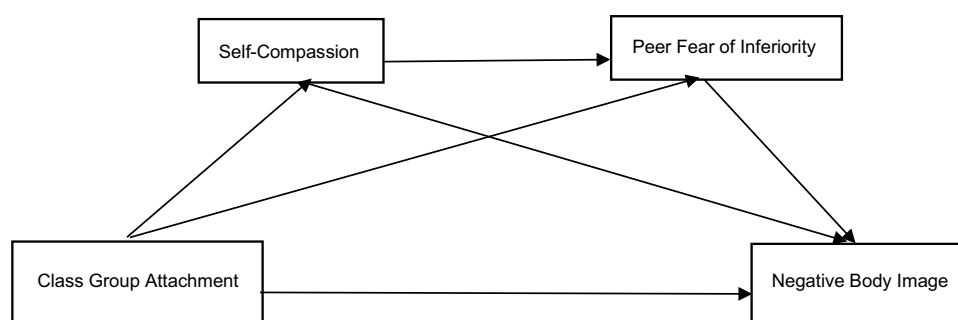 Self-Compassion
Peer Fear of Inferiority
Class Group Attachment
Negative Body Image